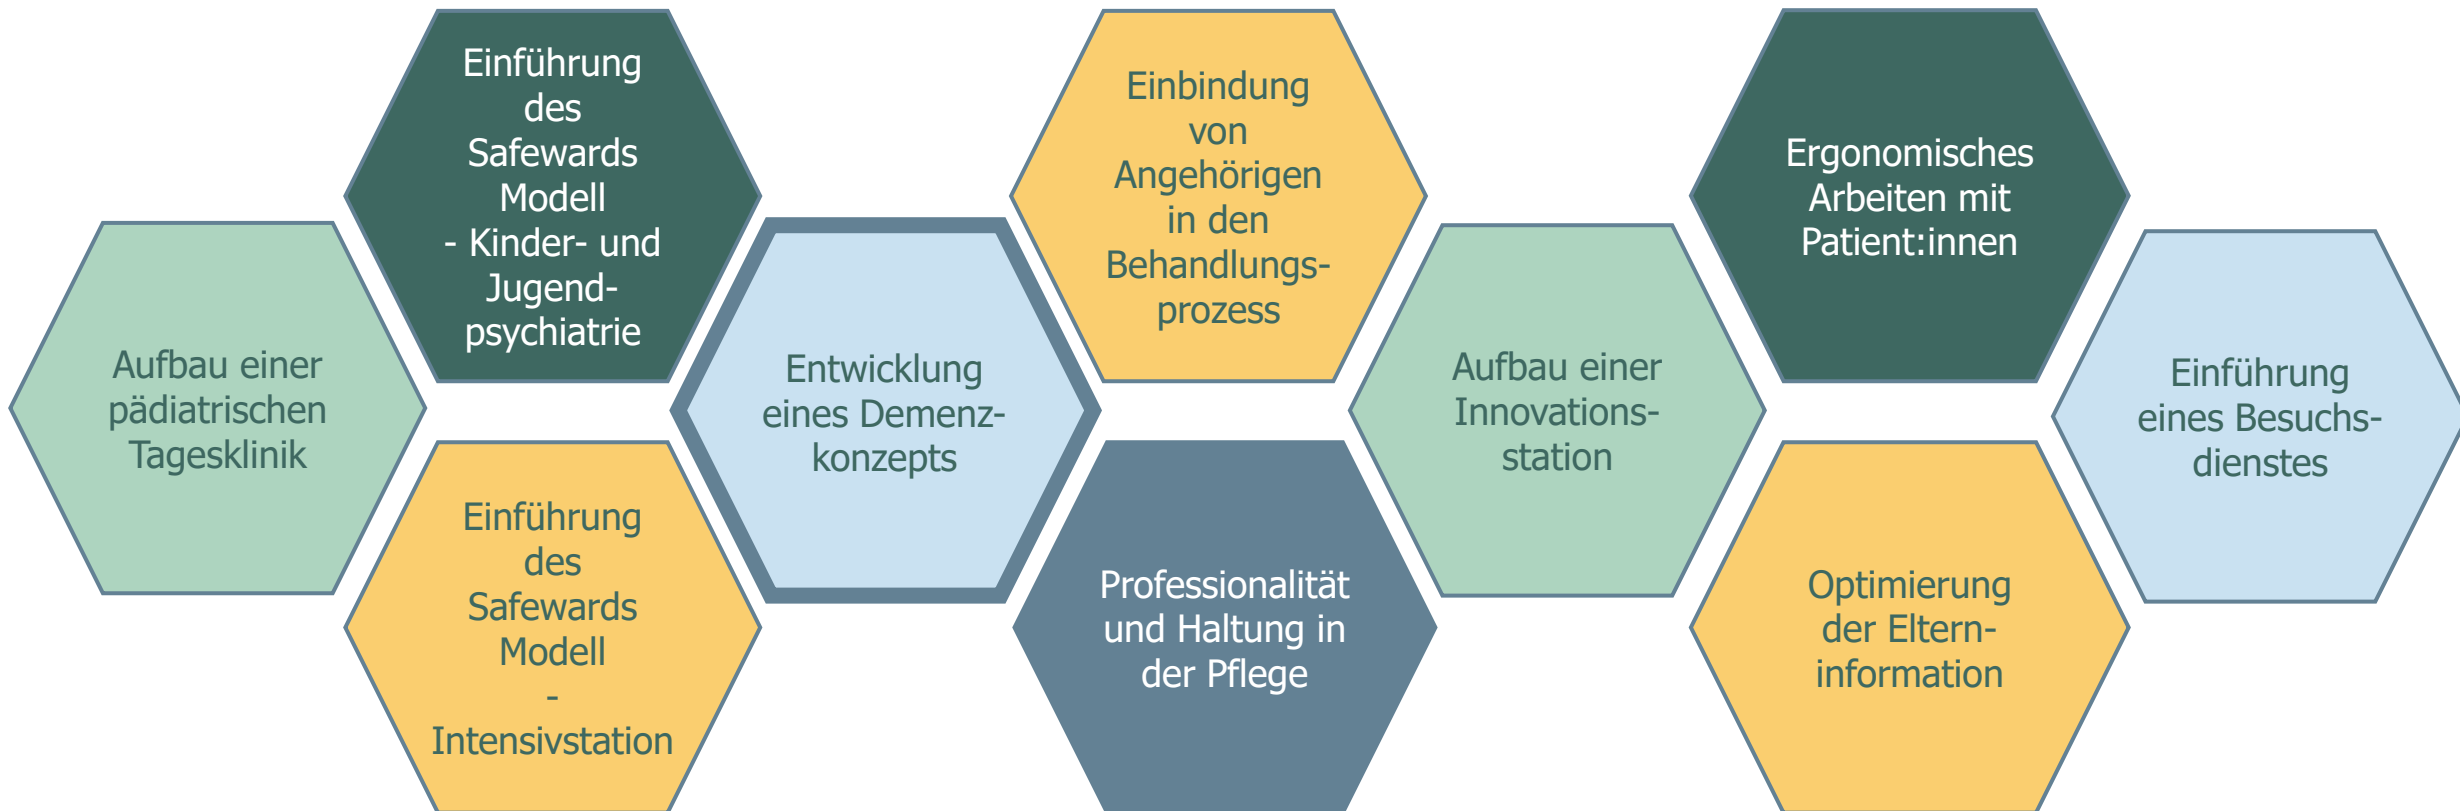 Aufbau einer
pädiatrischen
Tagesklinik
Einführung
des
Safewards
Modell
- Kinder- und
Jugend-
psychiatrie
Einführung
des
Safewards
Modell
-
Intensivstation
Entwicklung
eines Demenz-
konzepts
Einbindung
von
Angehörigen
in den
Behandlungs-
prozess
Professionalität
und Haltung in
der Pflege
Aufbau einer
Innovations-
station
Ergonomisches
Arbeiten mit
Patient:innen
Optimierung
der Eltern-
information
Einführung
eines Besuchs-
dienstes